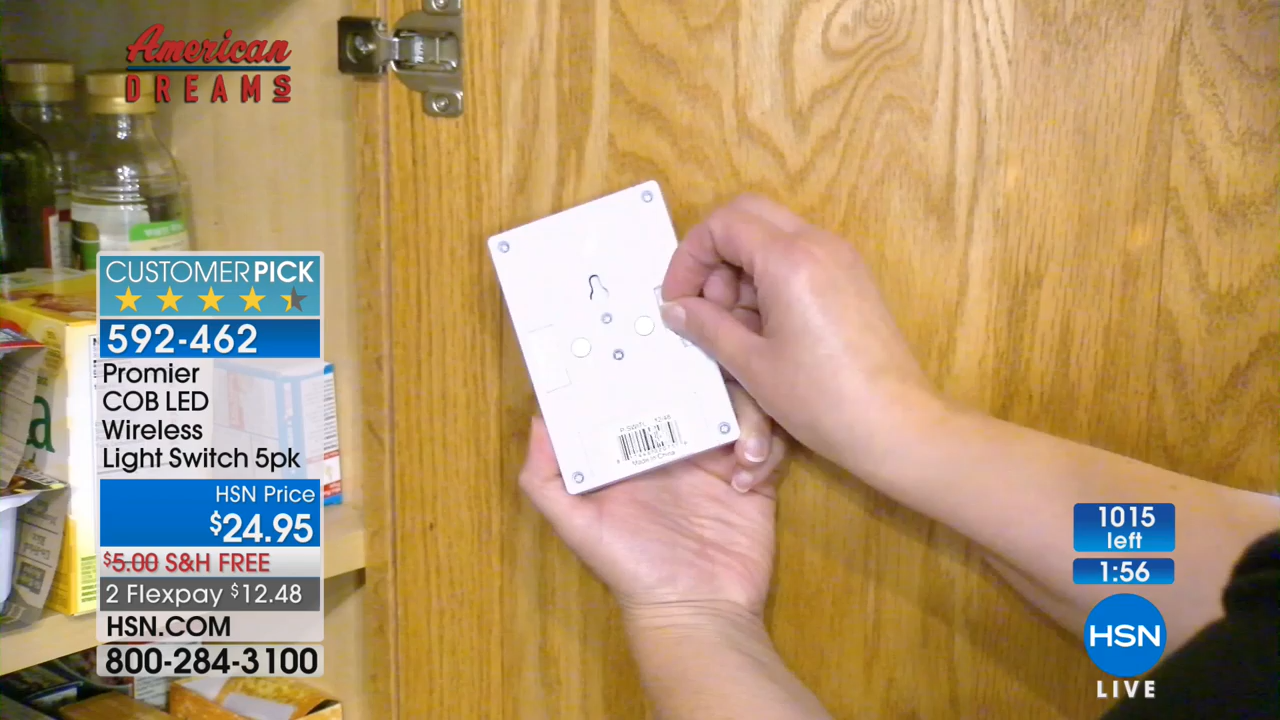 American
DREAMS
CUSTOMER PICK
592-462
Promier
COB LED
Wireless
Light Switch 5pk
HSN Price
$24.95
$5.00 S&H FREE
2 Flexpay $12.48
HSN.COM
800-284-3100
Made in China
1015
left
1:56
HSN
LIVE